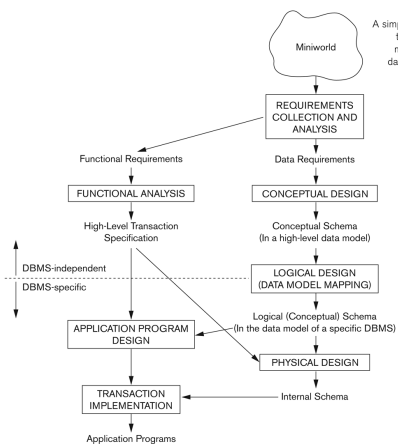 A simp
t
m
da
Miniworld
REQUIREMENTS
COLLECTION AND
ANALYSIS
Functional Requirements
Data Requirements
FUNCTIONAL ANALYSIS
CONCEPTUAL DESIGN
High-Level Transaction
Specification
Conceptual Schema
(In a high-level data model)
DBMS-independent
DBMS-specific
LOGICAL DESIGN
(DATA MODEL MAPPING)
Logical (Conceptual) Schema
(In the data model of a specific DBMS)
APPLICATION PROGRAM
DESIGN
PHYSICAL DESIGN
TRANSACTION
IMPLEMENTATION
Internal Schema
Application Programs